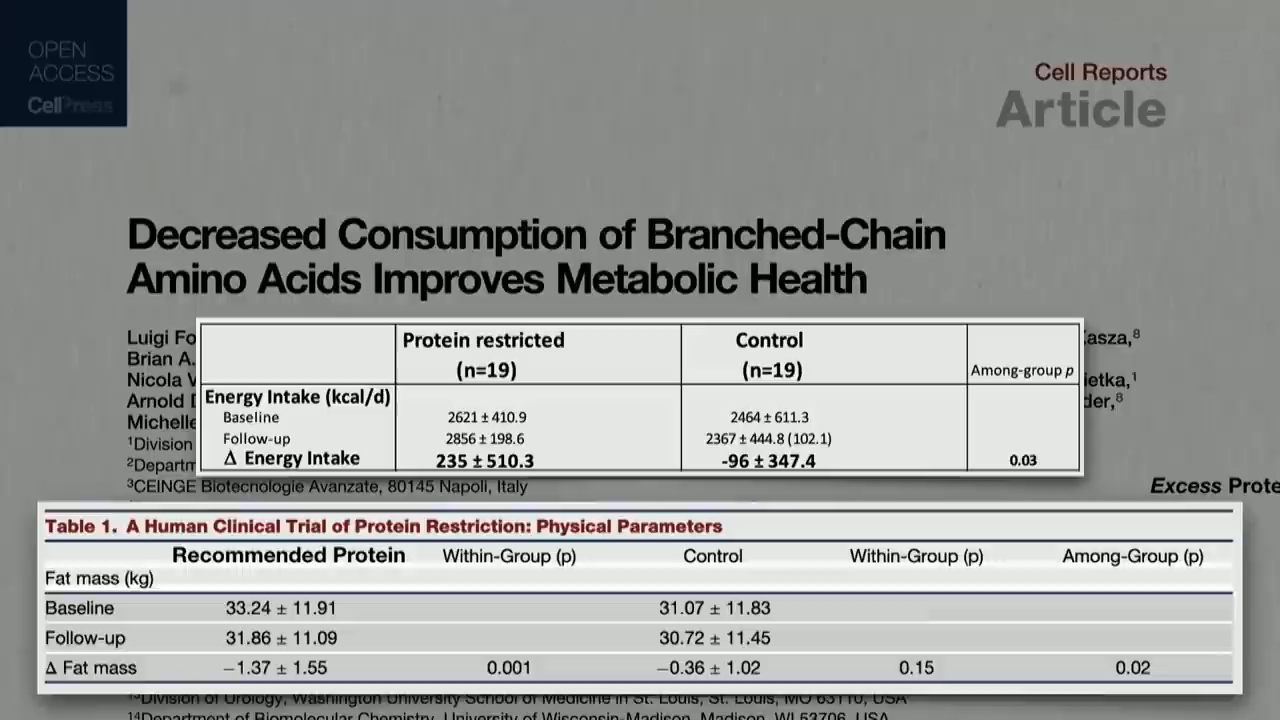 OPEN
ACCESS
CellPress
Cell Reports
Article
Decreased Consumption of Branched-Chain
Amino Acids Improves Metabolic Health
Luigi
Brian A.
Nicola
Arnold
Michelle
Protein restricted Control
(n=19) (n=19) Among-group p
Energy Intake (kcal/d)
Baseline 2621 ± 410.9 2464 ± 611.3
Follow-up 2856 ± 198.6 2367 ± 444.8 (102.1)
Δ Energy Intake 235 ± 510.3 -96 ± 347.4 0.03
¹Division
³CEINGE Biotecnologie Avanzate, 80145 Napoli, Italy
Excess
Table 1. A Human Clinical Trial of Protein Restriction: Physical Parameters
Recommended Protein Within-Group (p) Control Within-Group (p) Among-Group (p)
Fat mass (kg)
Baseline 33.24 ± 11.91 31.07 ± 11.83
Follow-up 31.86 ± 11.09 30.72 ± 11.45
Δ Fat mass −1.37 ± 1.55 0.001 −0.36 ± 1.02 0.15 0.02
Division of Urology, Washington University School of Medicine in St. Louis, St. Louis, MO 63110, USA
¹⁴Department of Biomolecular Chemistry, University of Wisconsin-Madison, Madison, WI 53706, USA